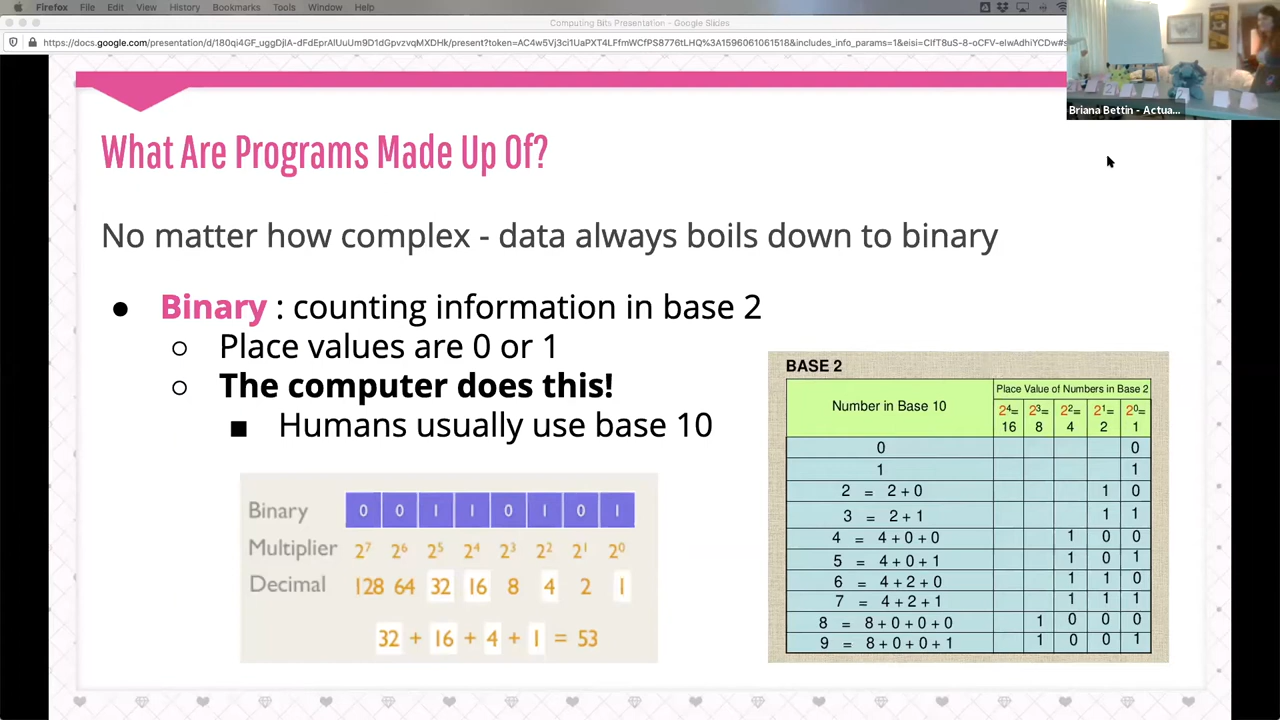 Firefox File Edit View History Bookmarks Tools Window Help
Computing Bits Presentation - Google Slides
Briana Bettin - Actua...
What Are Programs Made Up Of?
No matter how complex - data always boils down to binary
● Binary : counting information in base 2
○ Place values are 0 or 1
○ The computer does this!
■ Humans usually use base 10
Binary 0 0 1 1 0 1 0 1
Multiplier 2⁷ 2⁶ 2⁵ 2⁴ 2³ 2² 2¹ 2⁰
Decimal 128 64 32 16 8 4 2 1
32 + 16 + 4 + 1 = 53
BASE 2
Number in Base 10
Place Value of Numbers in Base 2
2⁴= 2³= 2²= 2¹= 2⁰=
16 8 4 2 1
0 0
1 1
2 = 2 + 0 1 0
3 = 2 + 1 1 1
4 = 4 + 0 + 0 1 0 0
5 = 4 + 0 + 1 1 0 1
6 = 4 + 2 + 0 1 1 0
7 = 4 + 2 + 1 1 1 1
8 = 8 + 0 + 0 + 0 1 0 0 0
9 = 8 + 0 + 0 + 1 1 0 0 1